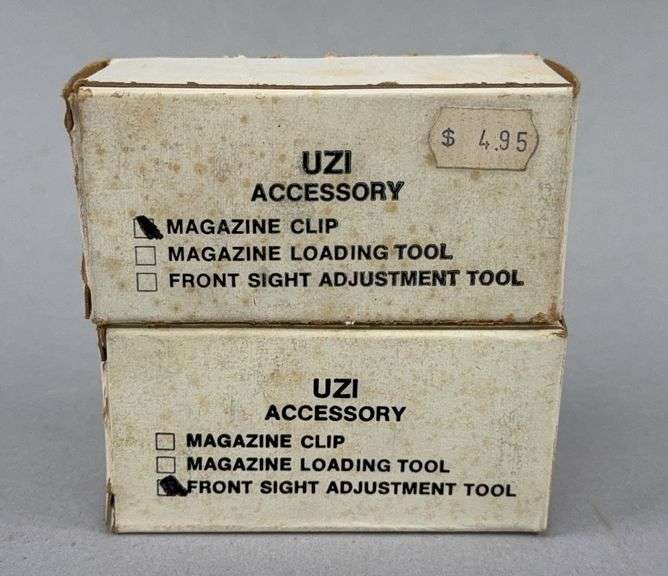 $ 4.95
UZI
ACCESSORY
MAGAZINE CLIP
MAGAZINE LOADING TOOL
FRONT SIGHT ADJUSTMENT TOOL
UZI
ACCESSORY
MAGAZINE CLIP
MAGAZINE LOADING TOOL
FRONT SIGHT ADJUSTMENT TOOL